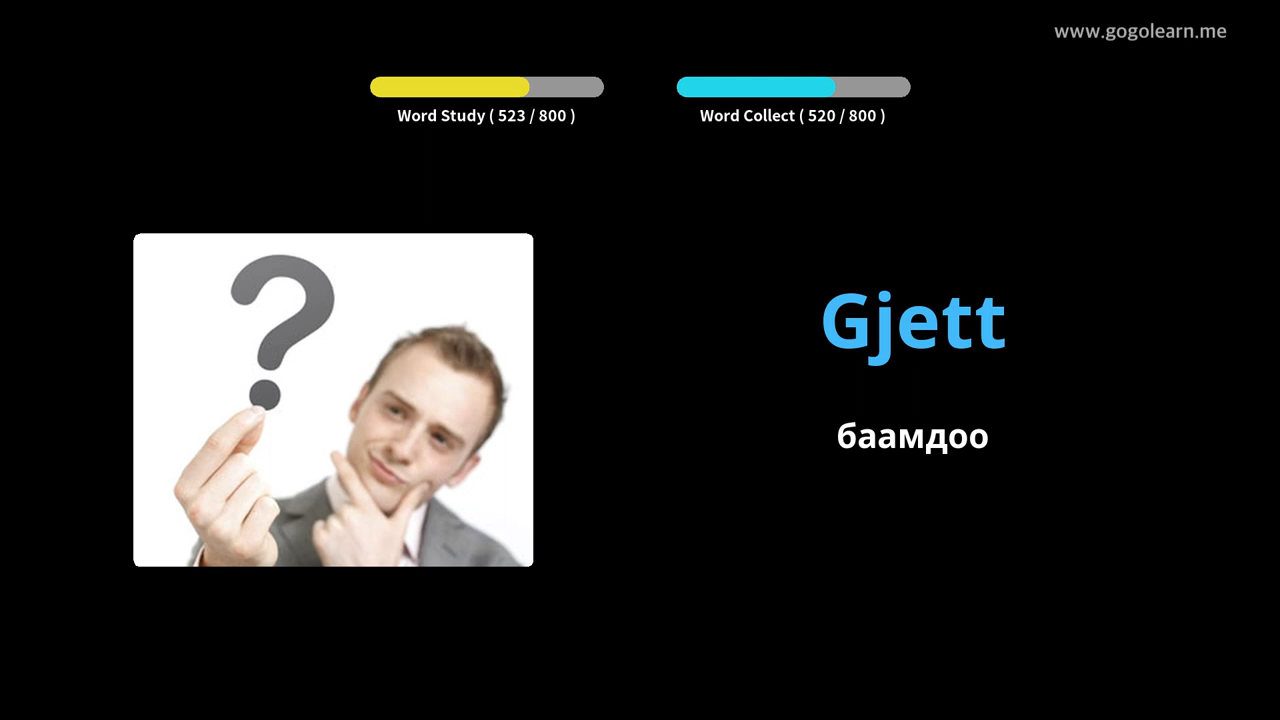 www.gogolearn.me
Word Study ( 523 / 800 )
Word Collect ( 520 / 800 )
?
Gjett
баамдоо